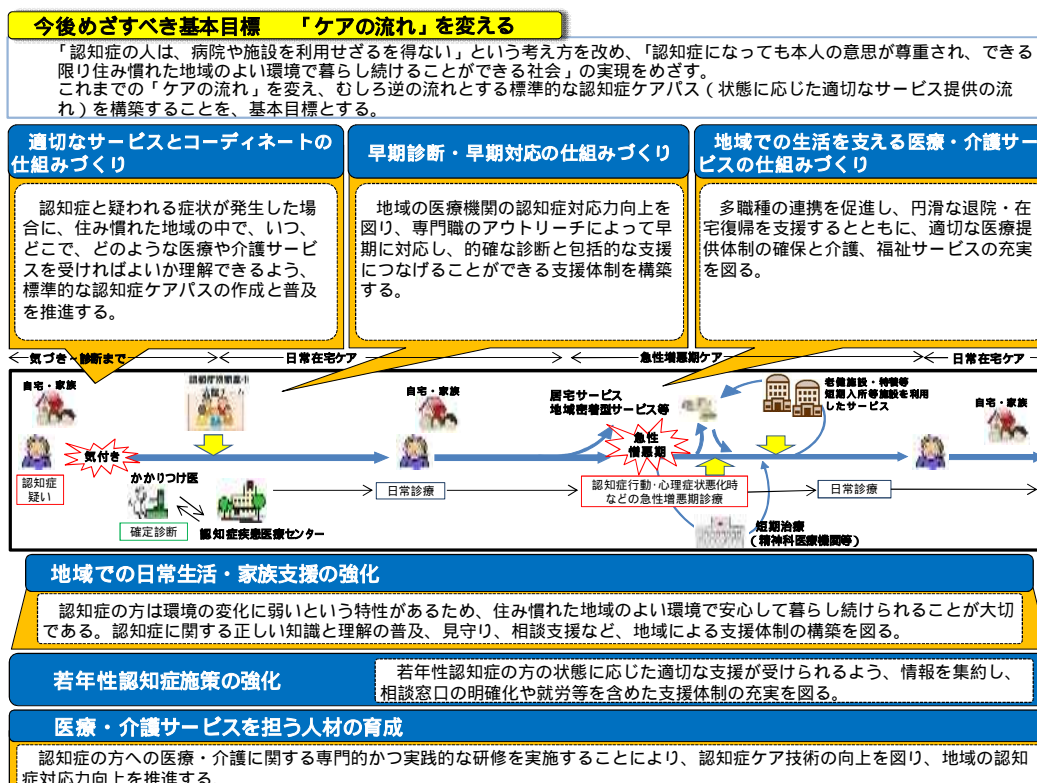 今後めざすべき基本目標 「ケアの流れ」を変える
「認知症の人は、病院や施設を利用せざるを得ない」という考え方を改め、「認知症になっても本人の意思が尊重され、できる
限り住み慣れた地域のよい環境で暮らし続けることができる社会」の実現をめざす。
これまでの「ケアの流れ」を変え、むしろ逆の流れとする標準的な認知症ケアパス（状態に応じた適切なサービス提供の流
れ）を構築することを、基本目標とする。
適切なサービスとコーディネートの
仕組みづくり
認知症と疑われる症状が発生した場
合に、住み慣れた地域の中で、いつ、
どこで、どのような医療や介護サービ
スを受ければよいか理解できるよう、
標準的な認知症ケアパスの作成と普及
を推進する。
早期診断・早期対応の仕組みづくり
地域の医療機関の認知症対応力向上を
図り、専門職のアウトリーチによって早
期に対応し、的確な診断と包括的な支援
につなげることができる支援体制を構築
する。
地域での生活を支える医療・介護サー
ビスの仕組みづくり
多職種の連携を促進し、円滑な退院・在
宅復帰を支援するとともに、適切な医療提
供体制の確保と介護、福祉サービスの充実
を図る。
気づき～診断まで
日常在宅ケア
急性増悪期ケア
日常在宅ケア
自宅・家族
自宅・家族
居宅サービス
地域密着型サービス等
老健施設・特養等
短期入所等施設を利用
したサービス
自宅・家族
気付き
急性
憎悪期
認知症
疑い
かかりつけ医
確定診断
認知症疾患医療センター
日常診療
認知症行動・心理症状悪化時
などの急性増悪期診療
日常診療
短期治療
（精神科医療機関等）
地域での日常生活・家族支援の強化
認知症の方は環境の変化に弱いという特性があるため、住み慣れた地域のよい環境で安心して暮らし続けられることが大切
である。認知症に関する正しい知識と理解の普及、見守り、相談支援など、地域による支援体制の構築を図る。
若年性認知症施策の強化
若年性認知症の方の状態に応じた適切な支援が受けられるよう、情報を集約し、
相談窓口の明確化や就労等を含めた支援体制の充実を図る。
医療・介護サービスを担う人材の育成
認知症の方への医療・介護に関する専門的かつ実践的な研修を実施することにより、認知症ケア技術の向上を図り、地域の認知
症対応力向上を推進する